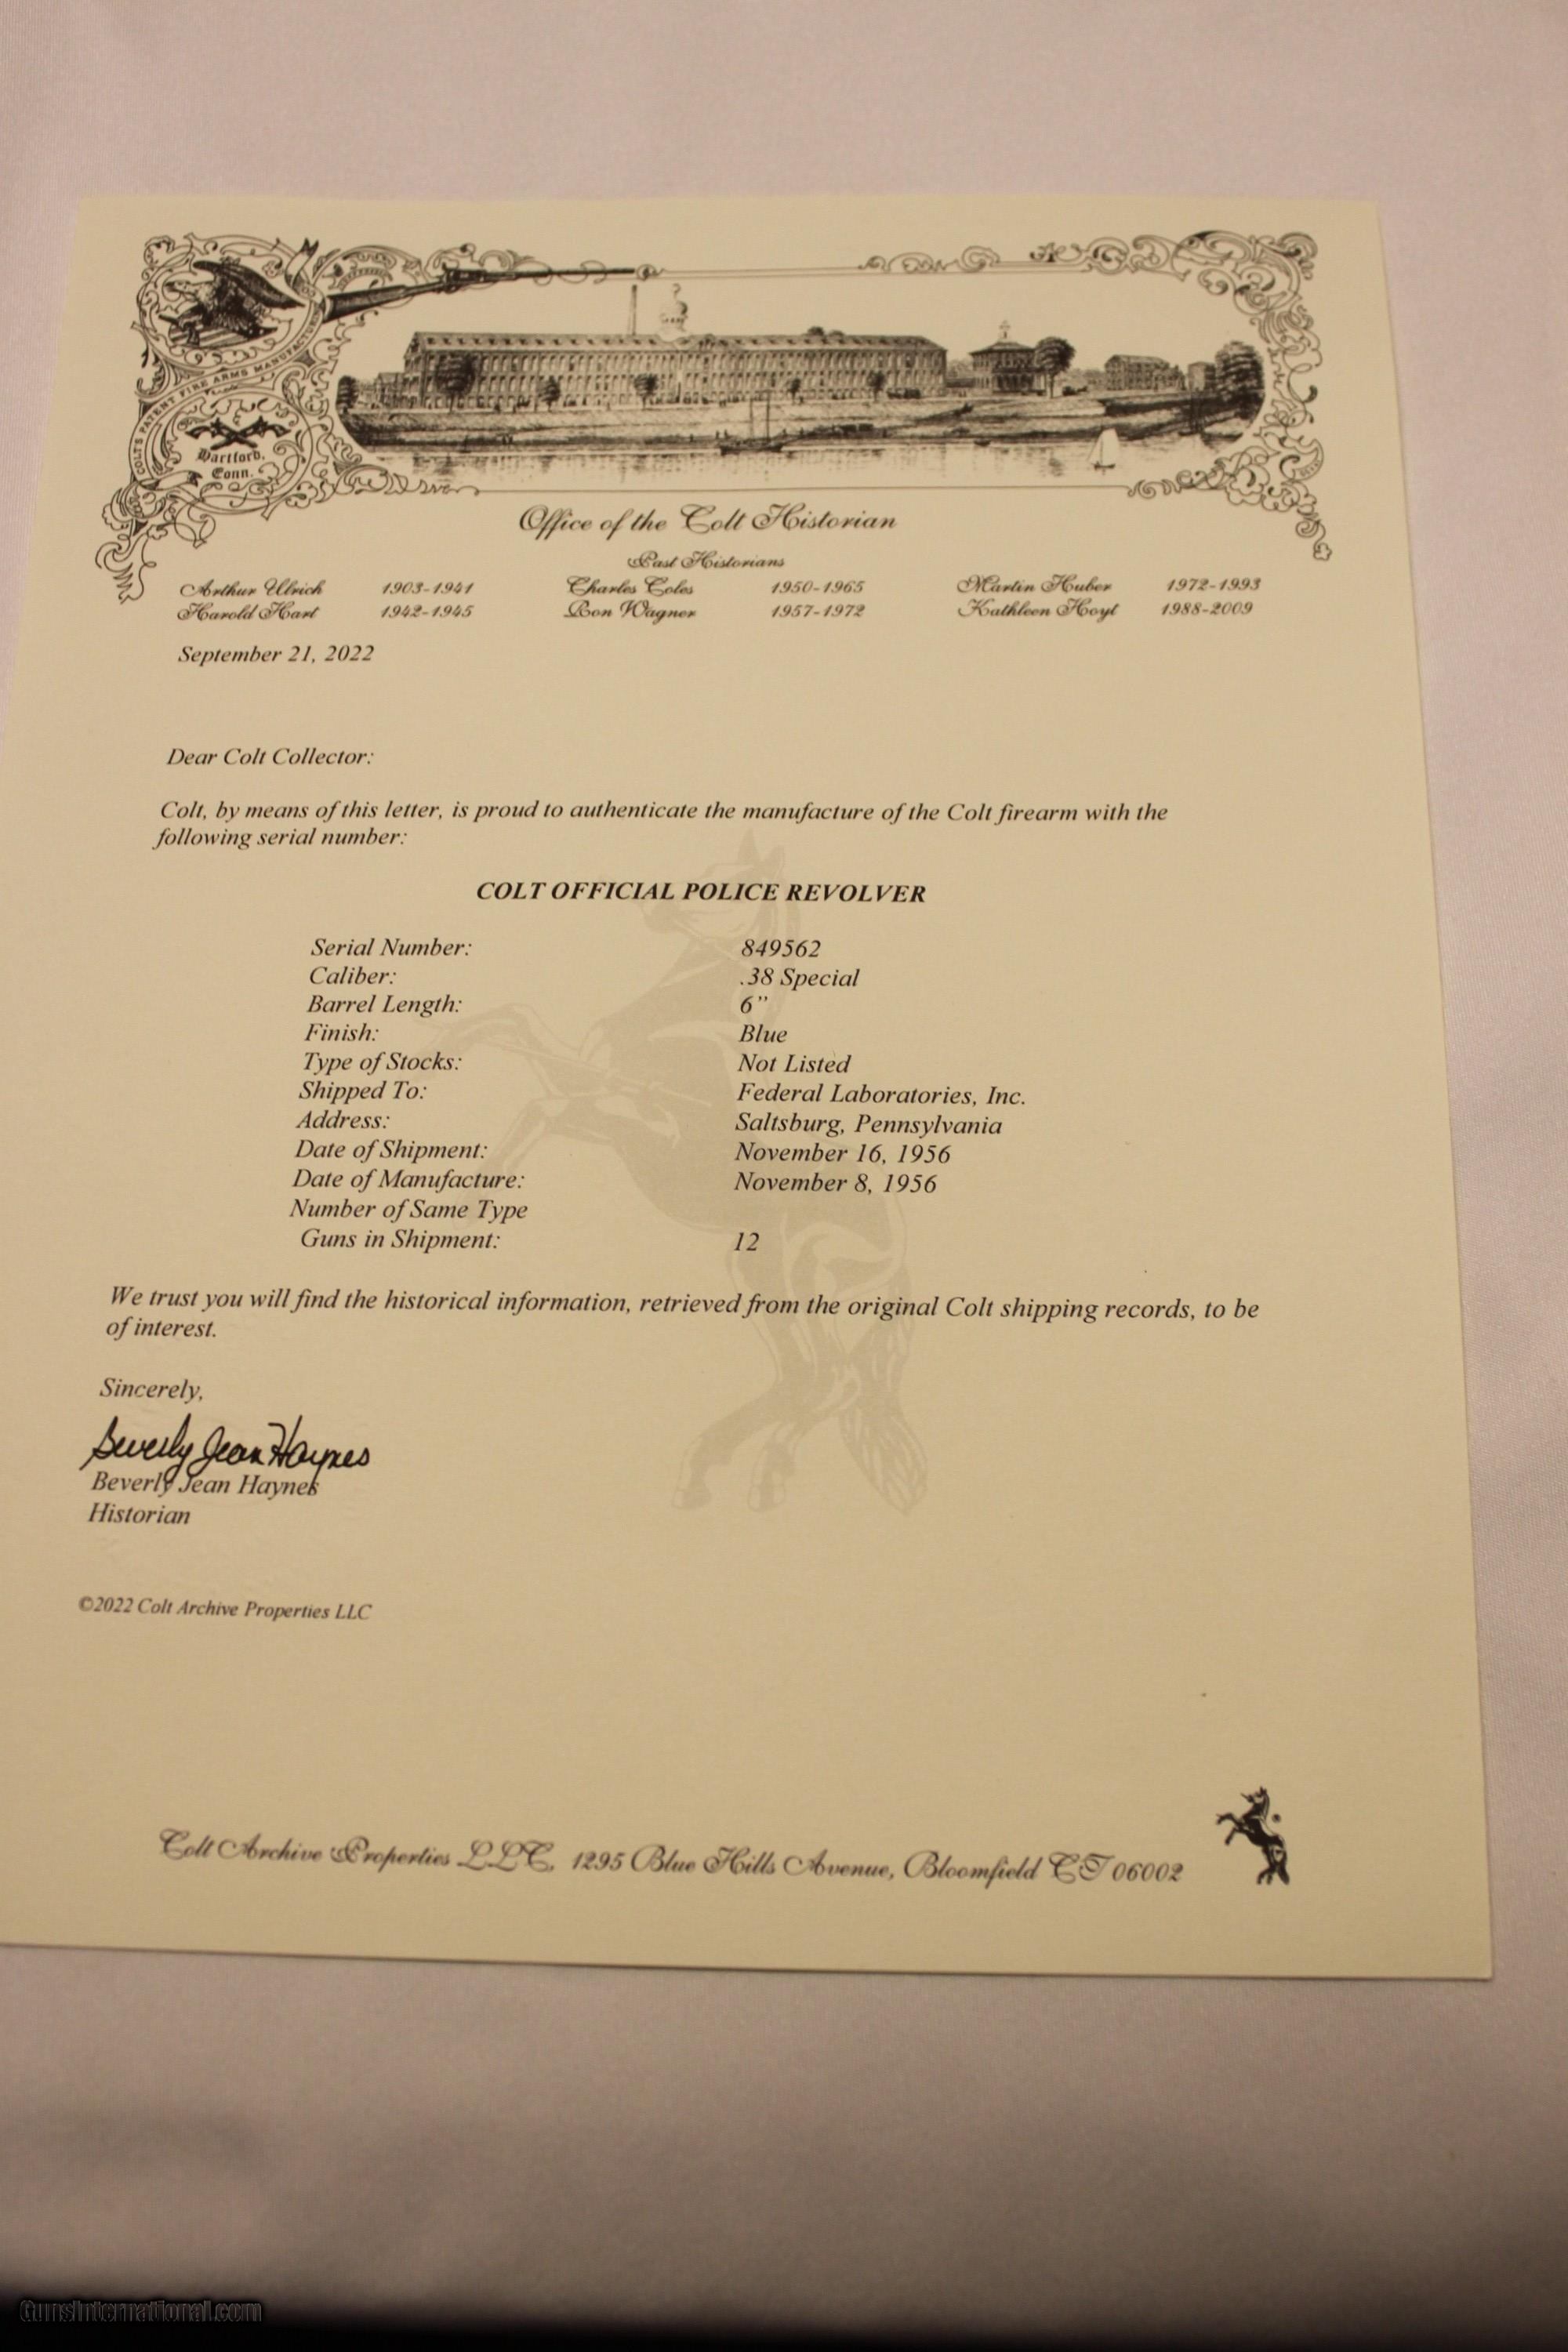 COLT'S PATENT FIRE ARMS MANUFACTURING
Hartford,
Conn.
Office of the Colt Historian
Past Historians
Arthur Ulrich 1903-1941 Charles Coles 1950-1965 Martin Huber 1972-1993
Harold Hart 1942-1945 Ron Wagner 1957-1972 Kathleen Hoyt 1988-2009
September 21, 2022
Dear Colt Collector:
Colt, by means of this letter, is proud to authenticate the manufacture of the Colt firearm with the
following serial number:
COLT OFFICIAL POLICE REVOLVER
Serial Number: 849562
Caliber: .38 Special
Barrel Length: 6”
Finish: Blue
Type of Stocks: Not Listed
Shipped To: Federal Laboratories, Inc.
Address: Saltsburg, Pennsylvania
Date of Shipment: November 16, 1956
Date of Manufacture: November 8, 1956
Number of Same Type
Guns in Shipment: 12
We trust you will find the historical information, retrieved from the original Colt shipping records, to be
of interest.
Sincerely,
Beverly Jean Haynes
Beverly Jean Haynes
Historian
©2022 Colt Archive Properties LLC
Colt Archive Properties LLC, 1295 Blue Hills Avenue, Bloomfield CT 06002
GunsInternational.com